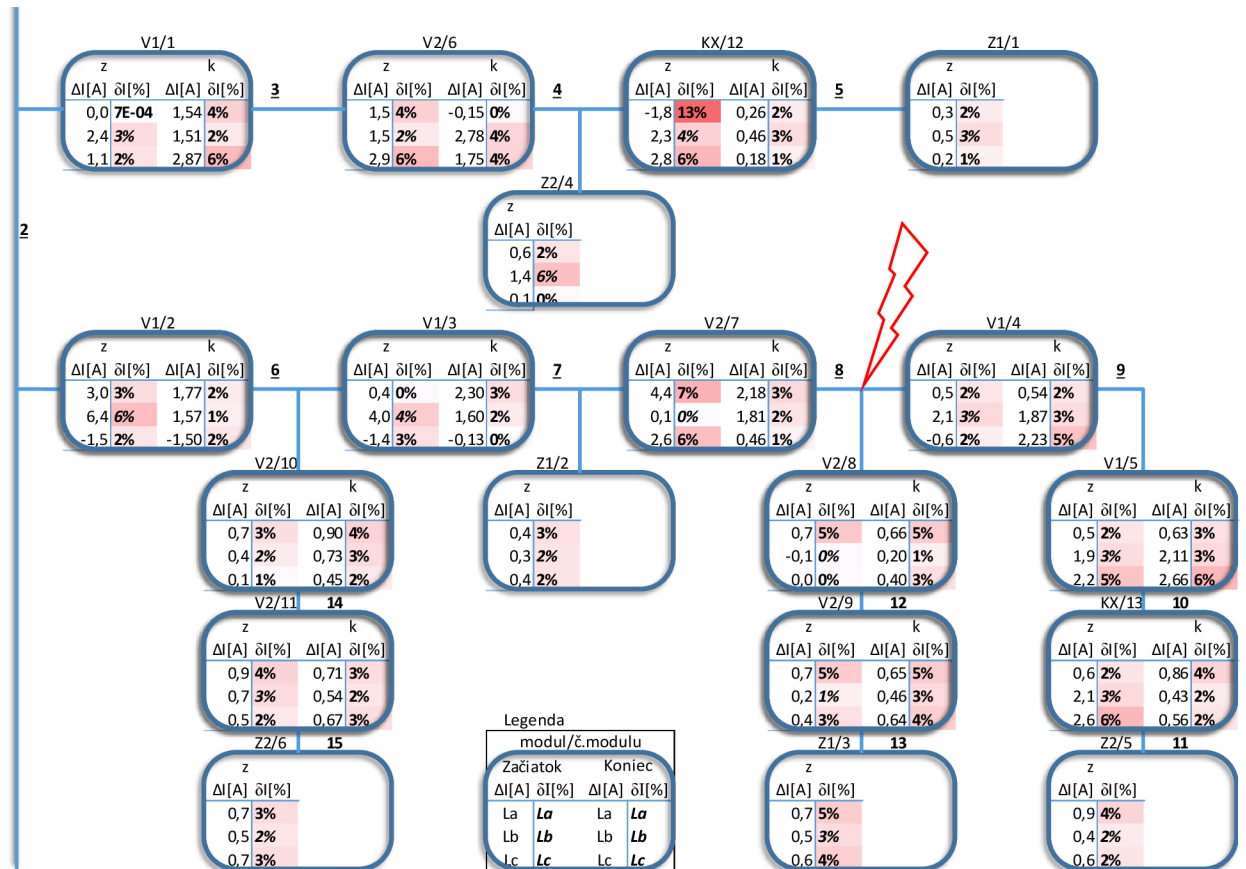 V1/1 V2/6 KX/12 Z1/1
z k z k z k z
ΔI[A] δI[%] ΔI[A] δI[%] 3 ΔI[A] δI[%] ΔI[A] δI[%] 4 ΔI[A] δI[%] ΔI[A] δI[%] 5 ΔI[A] δI[%]
0,0 7E-04 1,54 4% 1,5 4% -0,15 0% -1,8 13% 0,26 2% 0,3 2%
2,4 3% 1,51 2% 1,5 2% 2,78 4% 2,3 4% 0,46 3% 0,5 3%
1,1 2% 2,87 6% 2,9 6% 1,75 4% 2,8 6% 0,18 1% 0,2 1%
Z2/4
z
2 ΔI[A] δI[%]
0,6 2%
1,4 6%
0,1 0%
V1/2 V1/3 V2/7 V1/4
z k z k z k z k
ΔI[A] δI[%] ΔI[A] δI[%] 6 ΔI[A] δI[%] ΔI[A] δI[%] 7 ΔI[A] δI[%] ΔI[A] δI[%] 8 ΔI[A] δI[%] ΔI[A] δI[%] 9
3,0 3% 1,77 2% 0,4 0% 2,30 3% 4,4 7% 2,18 3% 0,5 2% 0,54 2%
6,4 6% 1,57 1% 4,0 4% 1,60 2% 0,1 0% 1,81 2% 2,1 3% 1,87 3%
-1,5 2% -1,50 2% -1,4 3% -0,13 0% 2,6 6% 0,46 1% -0,6 2% 2,23 5%
V2/10 Z1/2 V2/8 V1/5
z k z z k z k
ΔI[A] δI[%] ΔI[A] δI[%] ΔI[A] δI[%] ΔI[A] δI[%] ΔI[A] δI[%] ΔI[A] δI[%] ΔI[A] δI[%]
0,7 3% 0,90 4% 0,4 3% 0,7 5% 0,66 5% 0,5 2% 0,63 3%
0,4 2% 0,73 3% 0,3 2% -0,1 0% 0,20 1% 1,9 3% 2,11 3%
0,1 1% 0,45 2% 0,4 2% 0,0 0% 0,40 3% 2,2 5% 2,66 6%
V2/11 14 V2/9 12 KX/13 10
z k z k z k
ΔI[A] δI[%] ΔI[A] δI[%] ΔI[A] δI[%] ΔI[A] δI[%] ΔI[A] δI[%] ΔI[A] δI[%]
0,9 4% 0,71 3% 0,7 5% 0,65 5% 0,6 2% 0,86 4%
0,7 3% 0,54 2% 0,2 1% 0,46 3% 2,1 3% 0,43 2%
0,5 2% 0,67 3% 0,4 3% 0,64 4% 2,6 6% 0,56 2%
Legenda
Z2/6 15 modul/č.modulu Z1/3 13 Z2/5 11
z Začiatok Koniec z z
ΔI[A] δI[%] ΔI[A] δI[%] ΔI[A] δI[%] ΔI[A] δI[%] ΔI[A] δI[%]
0,7 3% La La La La 0,7 5% 0,9 4%
0,5 2% Lb Lb Lb Lb 0,5 3% 0,4 2%
0,7 3% Lc Lc Lc Lc 0,6 4% 0,6 2%